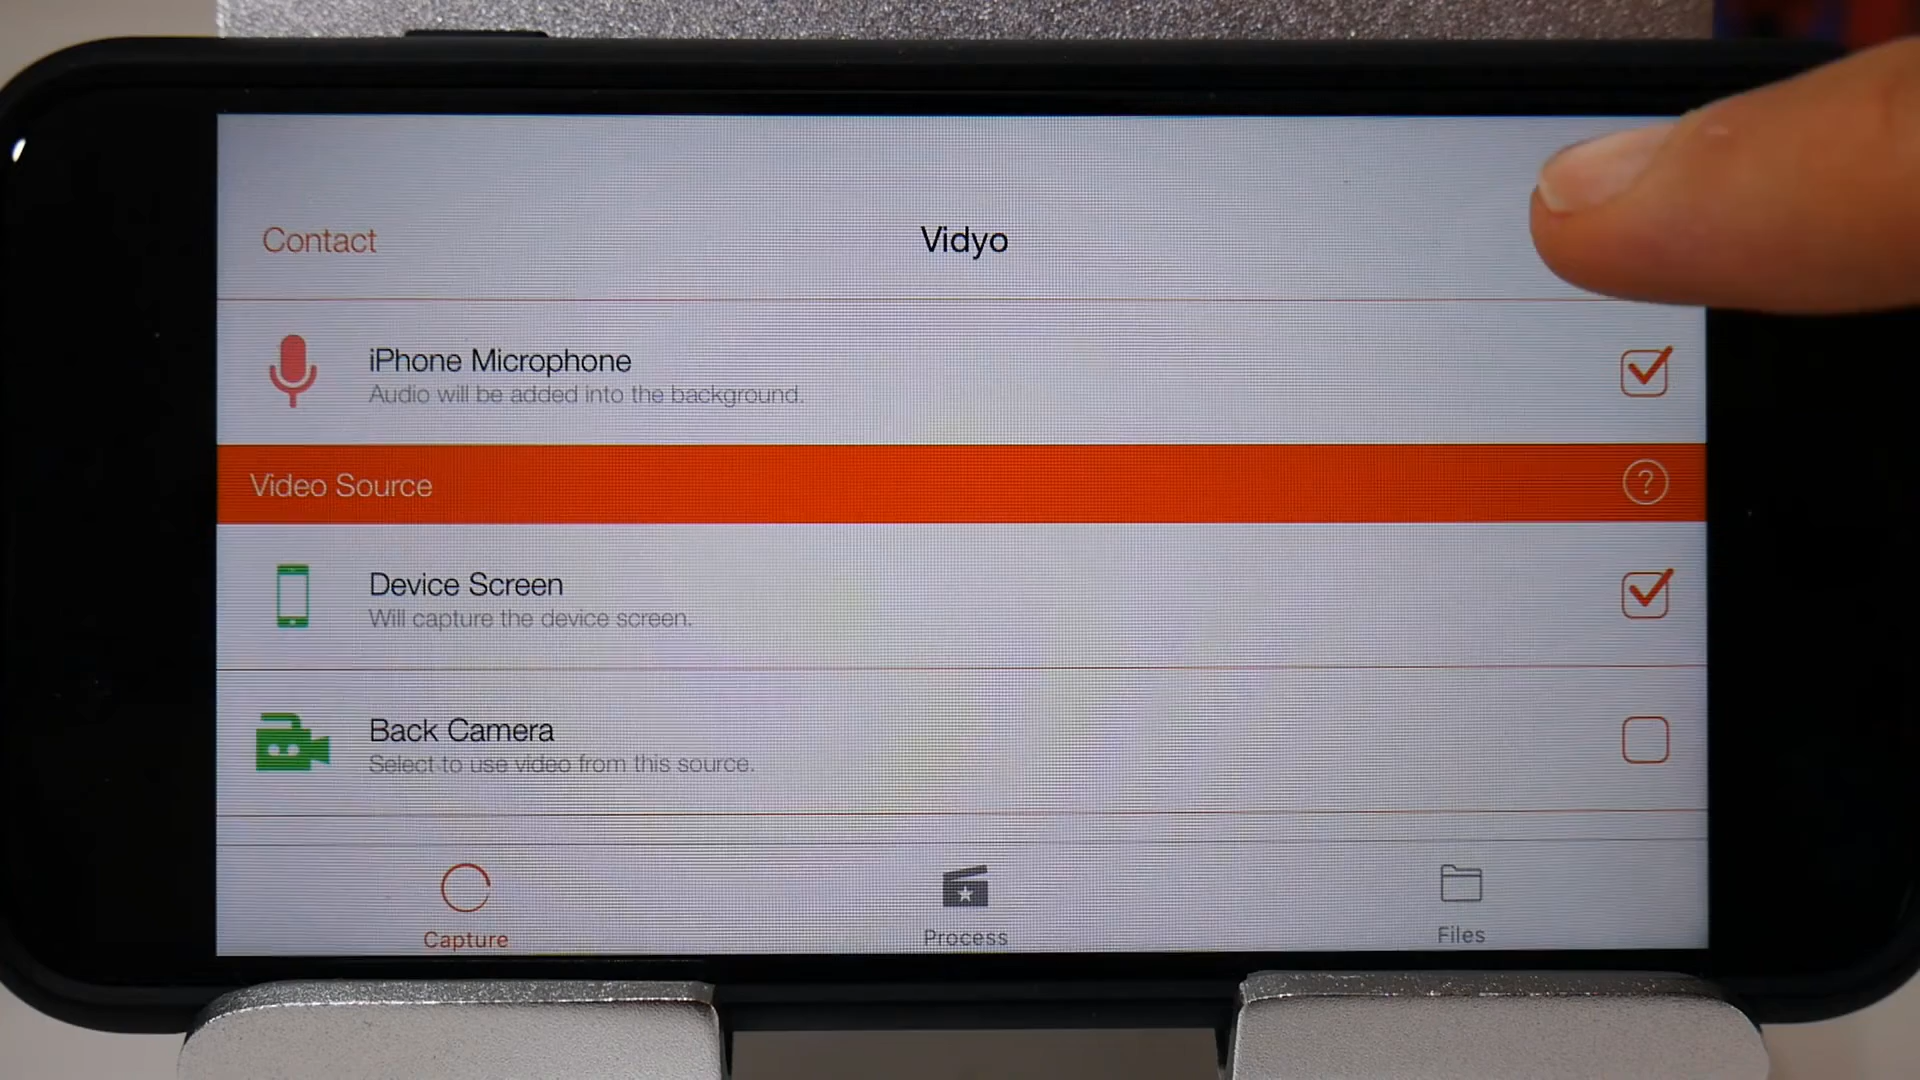 Contact
Vidyo
iPhone Microphone
Audio will be added into the background.
Video Source
?
Device Screen
Will capture the device screen.
Back Camera
Select to use video from this source.
Capture
Process
Files